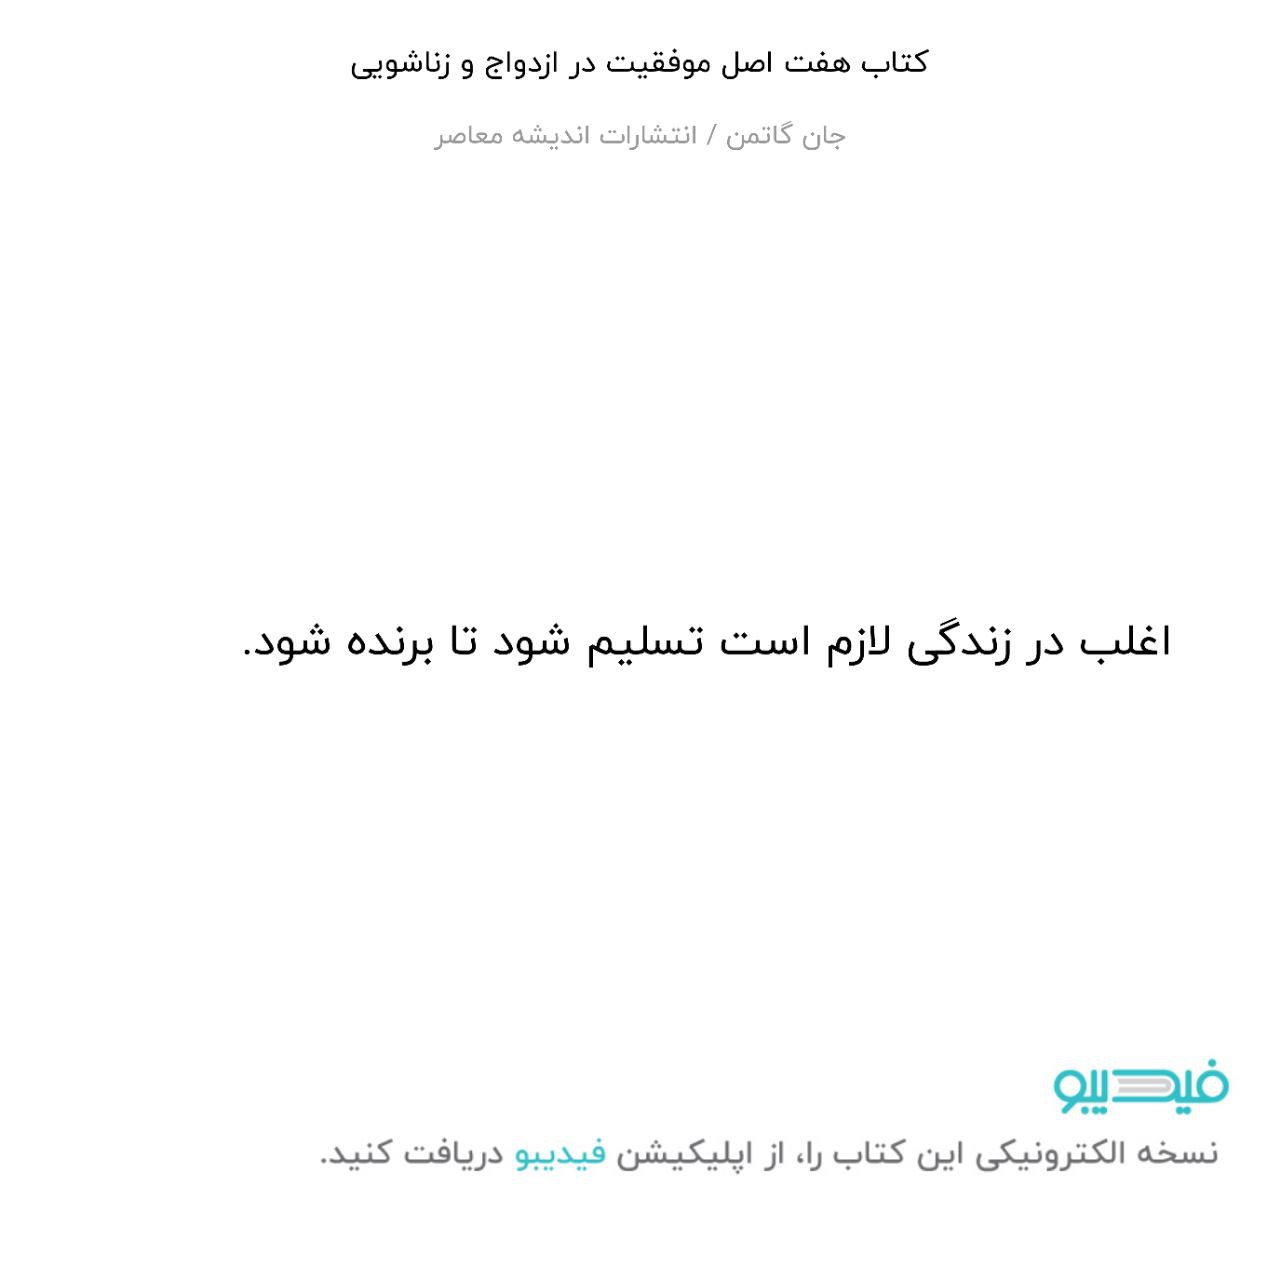 کتاب هفت اصل موفقیت در ازدواج و زناشویی
جان گاتمن / انتشارات اندیشه معاصر
اغلب در زندگی لازم است تسلیم شود تا برنده شود.
فیدیبو
نسخه الکترونیکی این کتاب را، از اپلیکیشن فیدیبو دریافت کنید.